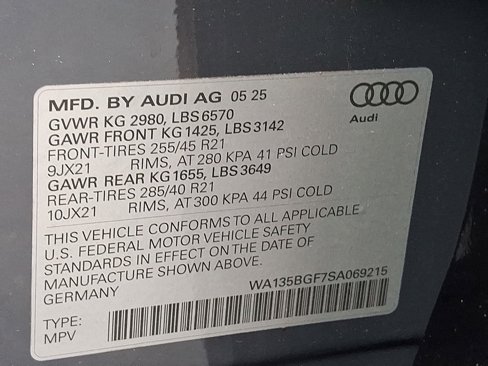 MFD. BY AUDI AG 05 25
Audi
GVWR KG 2980, LBS 6570
GAWR FRONT KG 1425, LBS 3142
FRONT-TIRES 255/45 R21
9JX21 RIMS, AT 280 KPA 41 PSI COLD
GAWR REAR KG 1655, LBS 3649
REAR-TIRES 285/40 R21
10JX21 RIMS, AT 300 KPA 44 PSI COLD
THIS VEHICLE CONFORMS TO ALL APPLICABLE
U.S. FEDERAL MOTOR VEHICLE SAFETY
STANDARDS IN EFFECT ON THE DATE OF
MANUFACTURE SHOWN ABOVE.
GERMANY
WA135BGF7SA069215
TYPE:
MPV